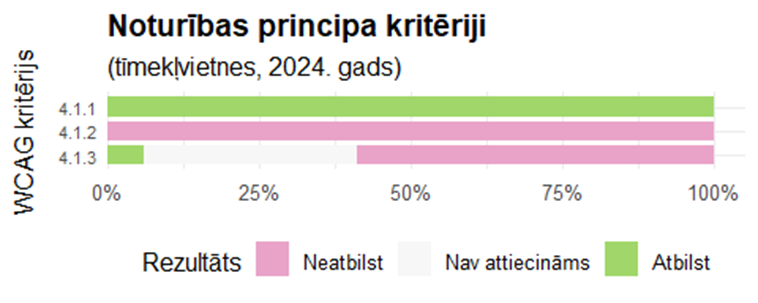 Noturības principa kritēriji
(tīmekļvietnes, 2024. gads)
WCAG kritērijs
4.1.1
4.1.2
4.1.3
0% 25% 50% 75% 100%
Rezultāts Neatbilst Nav attiecināms Atbilst